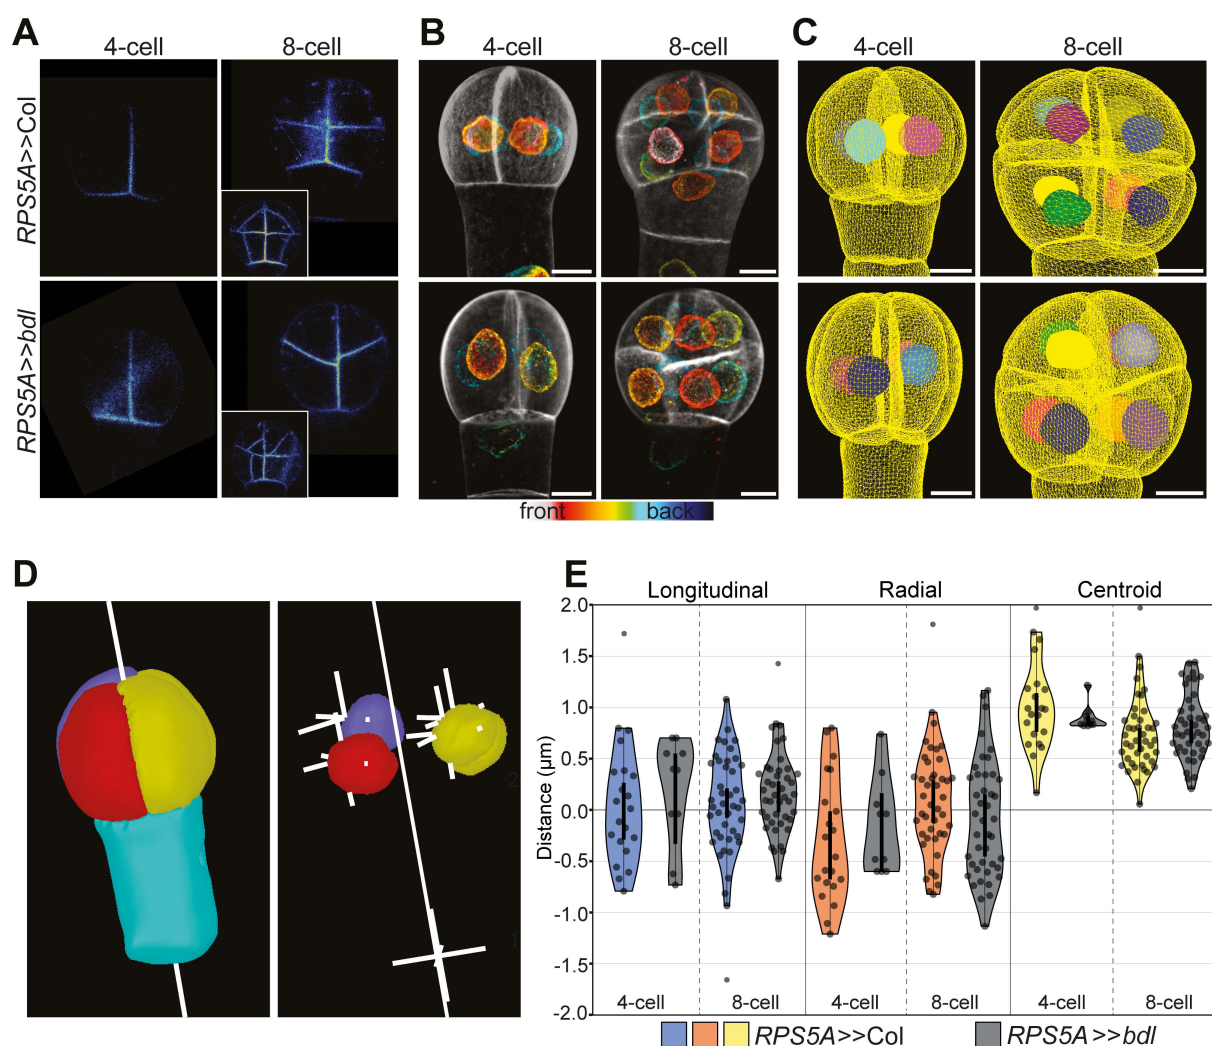 A
4-cell
8-cell
RPS5A>>Col
RPS5A>>bdl
B
4-cell
8-cell
front
back
C
4-cell
8-cell
D
2
1
E
Longitudinal
Radial
Centroid
Distance (µm)
2.0
1.5
1.0
0.5
0.0
-0.5
-1.0
-1.5
-2.0
4-cell
8-cell
4-cell
8-cell
4-cell
8-cell
RPS5A>>Col
RPS5A>>bdl